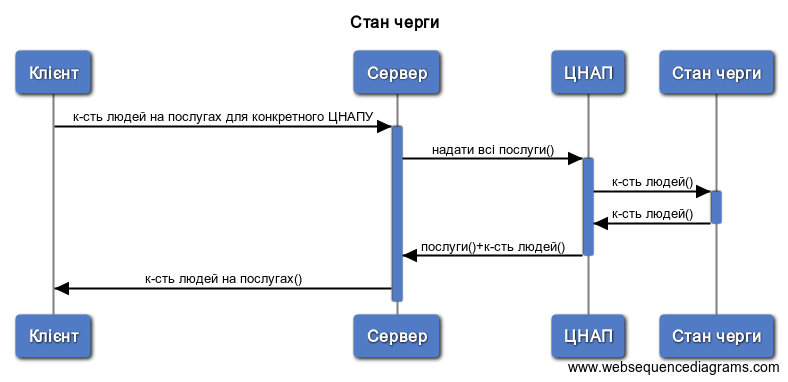 Стан черги
Клієнт
Сервер
ЦНАП
Стан черги
к-сть людей на послугах для конкретного ЦНАПУ
надати всі послуги()
к-сть людей()
к-сть людей()
послуги()+к-сть людей()
к-сть людей на послугах()
Клієнт
Сервер
ЦНАП
Стан черги
www.websequencediagrams.com